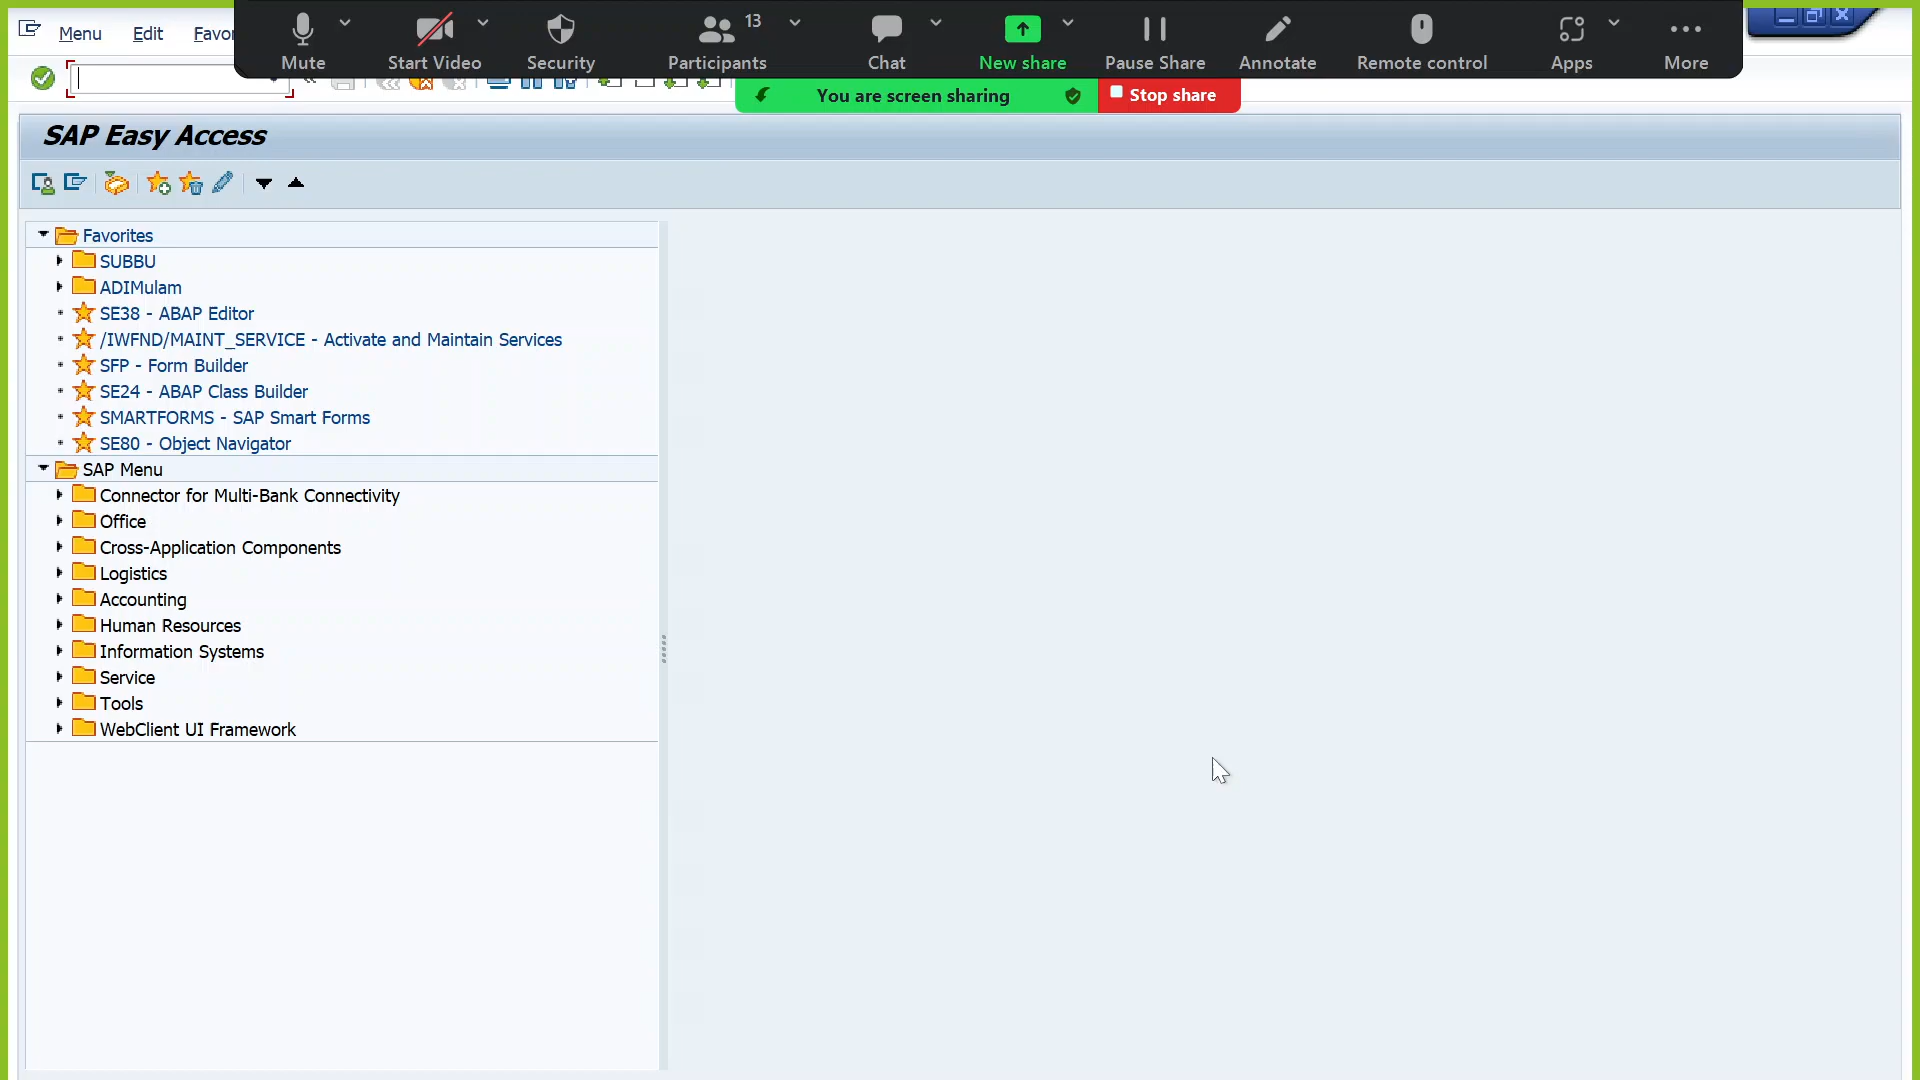 Menu Edit Favor
Mute Start Video Security Participants 13 Chat New share Pause Share Annotate Remote control Apps More
You are screen sharing Stop share
SAP Easy Access
Favorites
SUBBU
ADIMulam
SE38 - ABAP Editor
/IWFND/MAINT_SERVICE - Activate and Maintain Services
SFP - Form Builder
SE24 - ABAP Class Builder
SMARTFORMS - SAP Smart Forms
SE80 - Object Navigator
SAP Menu
Connector for Multi-Bank Connectivity
Office
Cross-Application Components
Logistics
Accounting
Human Resources
Information Systems
Service
Tools
WebClient UI Framework